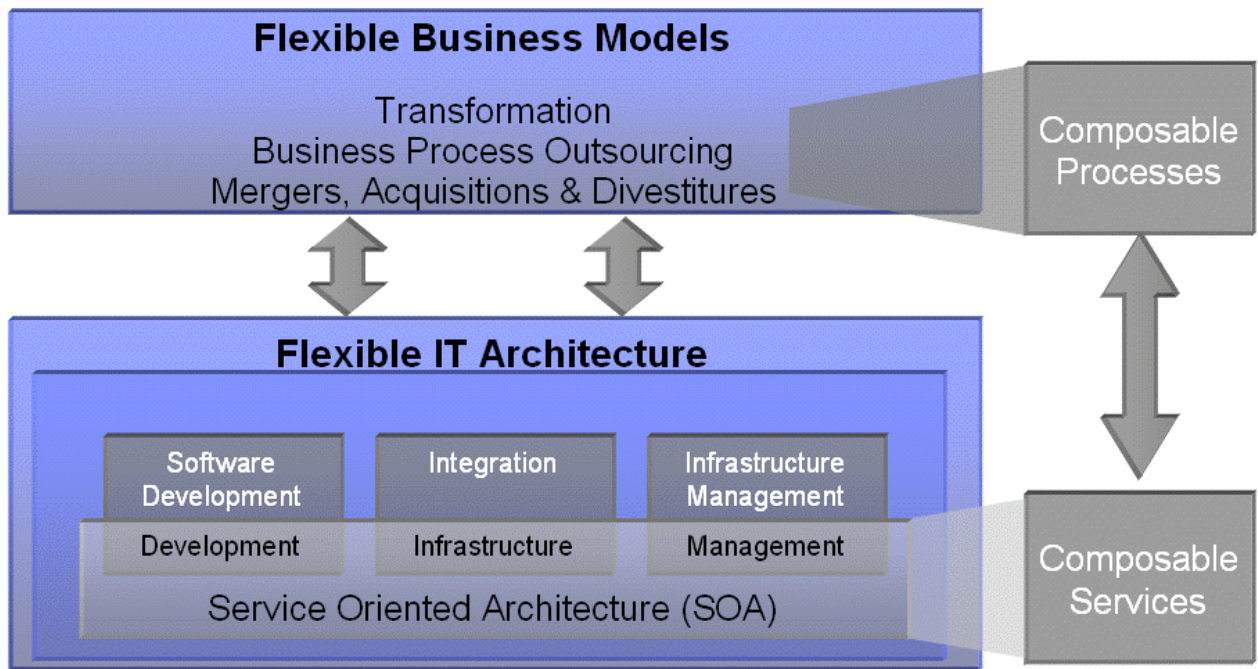 Flexible Business Models
Transformation
Business Process Outsourcing
Mergers, Acquisitions & Divestitures
Composable
Processes
Flexible IT Architecture
Software
Development
Integration
Infrastructure
Management
Development
Infrastructure
Management
Service Oriented Architecture (SOA)
Composable
Services